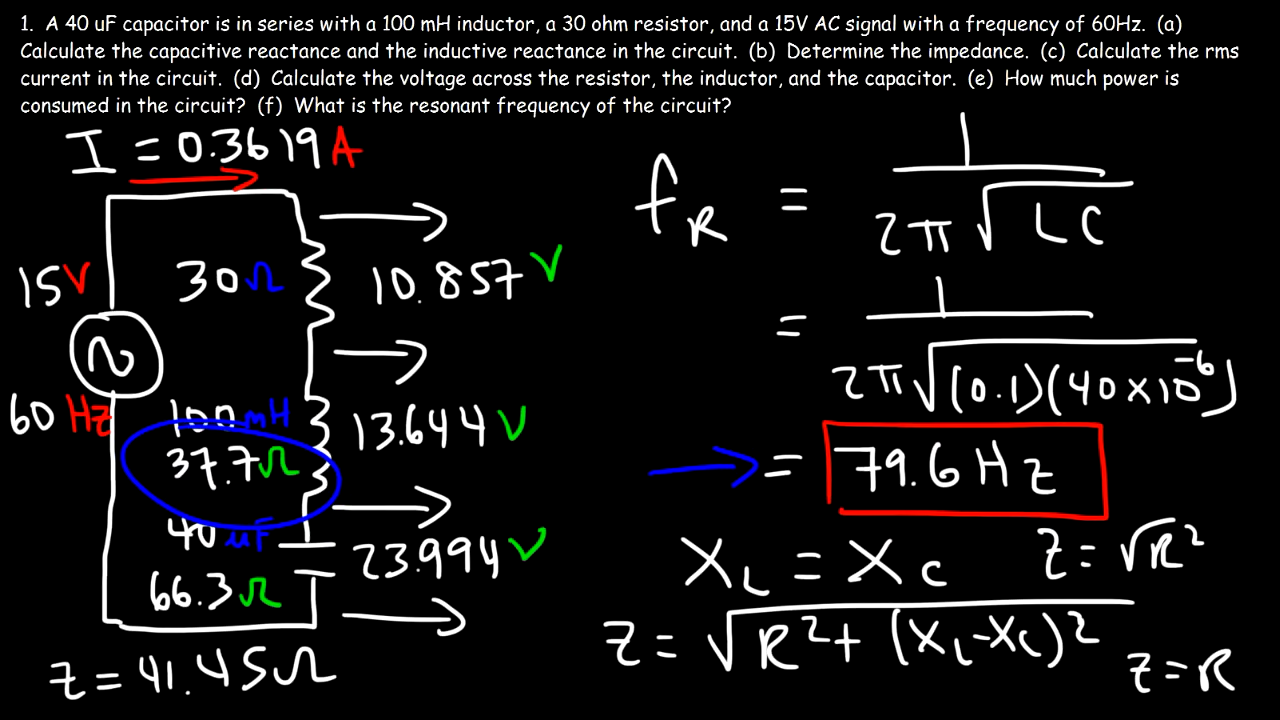 1. A 40 uF capacitor is in series with a 100 mH inductor, a 30 ohm resistor, and a 15V AC signal with a frequency of 60Hz. (a)
Calculate the capacitive reactance and the inductive reactance in the circuit. (b) Determine the impedance. (c) Calculate the rms
current in the circuit. (d) Calculate the voltage across the resistor, the inductor, and the capacitor. (e) How much power is
consumed in the circuit? (f) What is the resonant frequency of the circuit?
I = 0.3619A
15V
30Ω
10.857V
60 Hz
100mH
37.7Ω
13.644V
40 uF
66.3Ω
23.994V
Z = 41.45Ω
fR = 1
2π√LC
= 1
2π√(0.1)(40×10⁻⁶)
= 79.6Hz
XL = XC
Z = √R²
Z = √R²+(XL-XC)²
Z=R